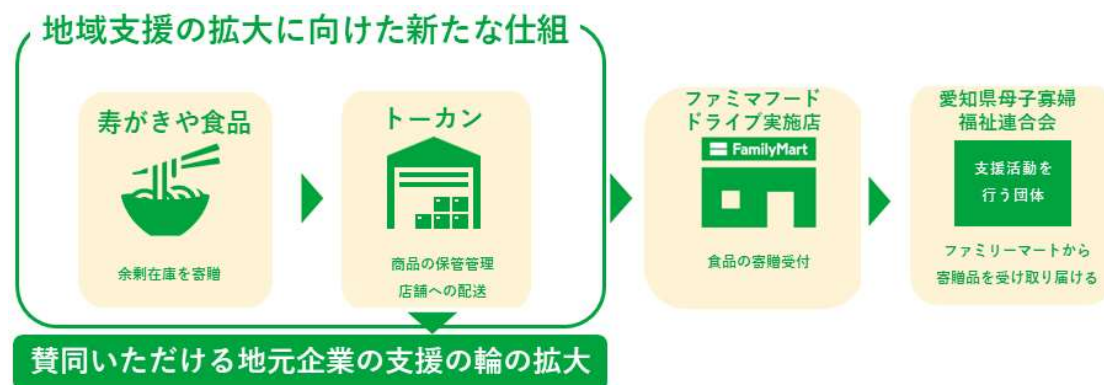 地域支援の拡大に向けた新たな仕組
寿がきや食品
余剰在庫を寄贈
トーカン
商品の保管管理
店舗への配送
ファミマフード
ドライブ実施店
FamilyMart
食品の寄贈受付
愛知県母子寡婦
福祉連合会
支援活動を
行う団体
ファミリーマートから
寄贈品を受け取り届ける
賛同いただける地元企業の支援の輪の拡大